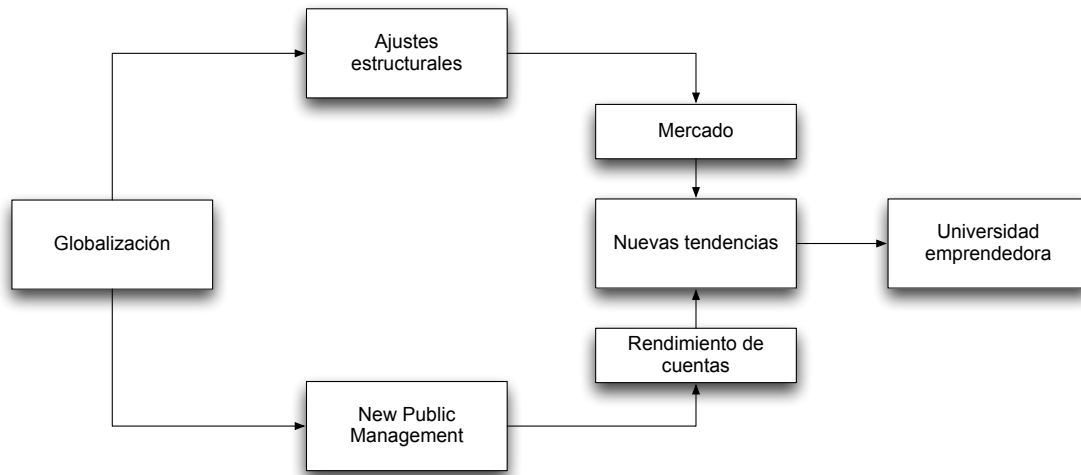 Ajustes
estructurales
Mercado
Globalización
Nuevas tendencias
Universidad
emprendedora
Rendimiento de
cuentas
New Public
Management